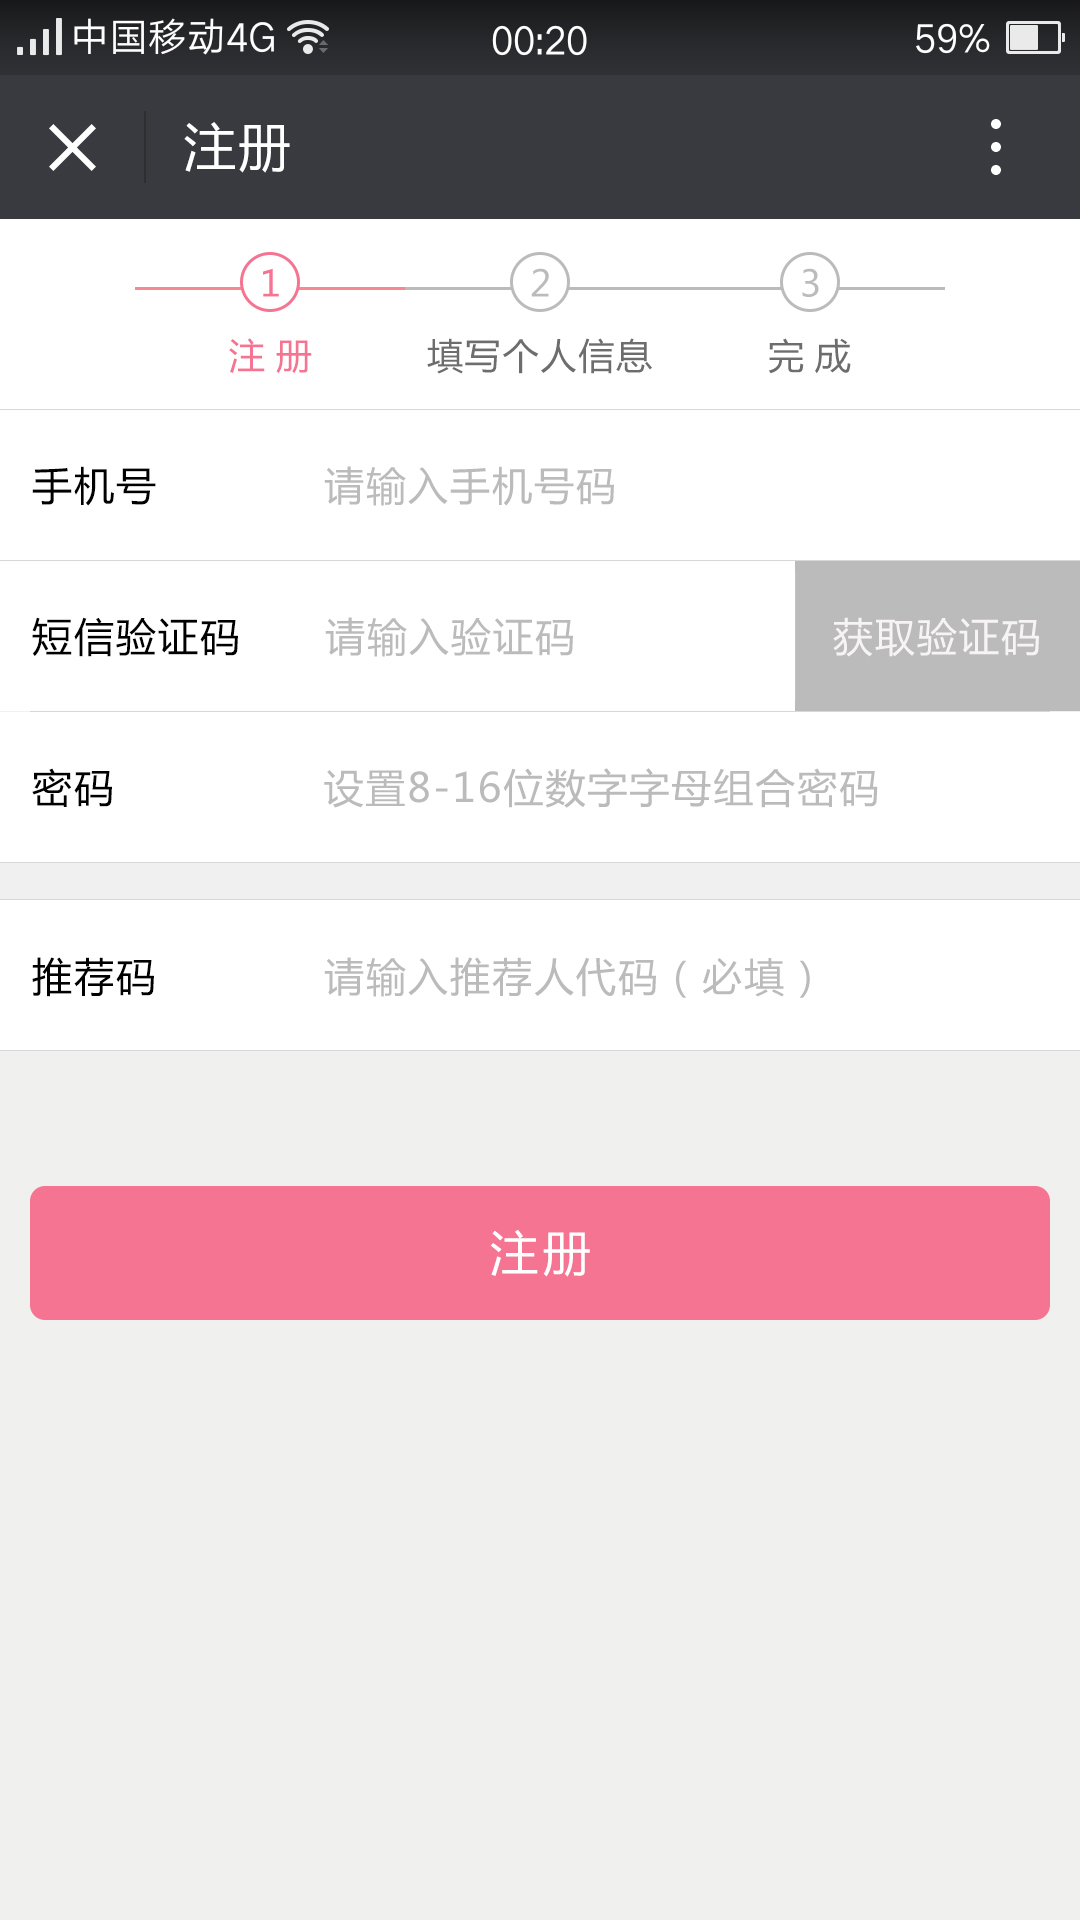 中国移动4G 00:20 59%
注册
1 2 3
注 册 填写个人信息 完 成
手机号 请输入手机号码
短信验证码 请输入验证码 获取验证码
密码 设置8-16位数字字母组合密码
推荐码 请输入推荐人代码（必填）
注册